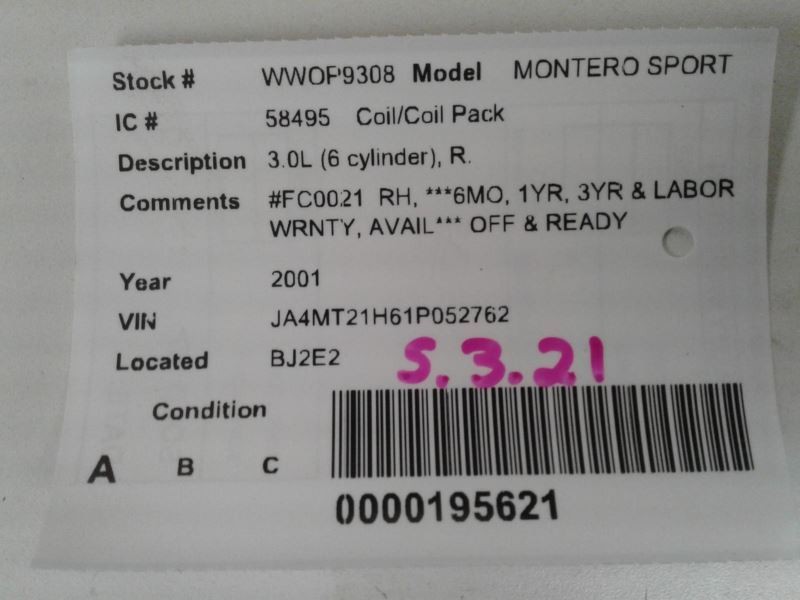 Stock # WWOP9308 Model MONTERO SPORT
IC # 58495 Coil/Coil Pack
Description 3.0L (6 cylinder), R.
Comments #FC0021 RH, ***6MO, 1YR, 3YR & LABOR
WRNTY, AVAIL*** OFF & READY
Year 2001
VIN JA4MT21H61P052762
Located BJ2E2 5.3.21
Condition
A B C
0000195621